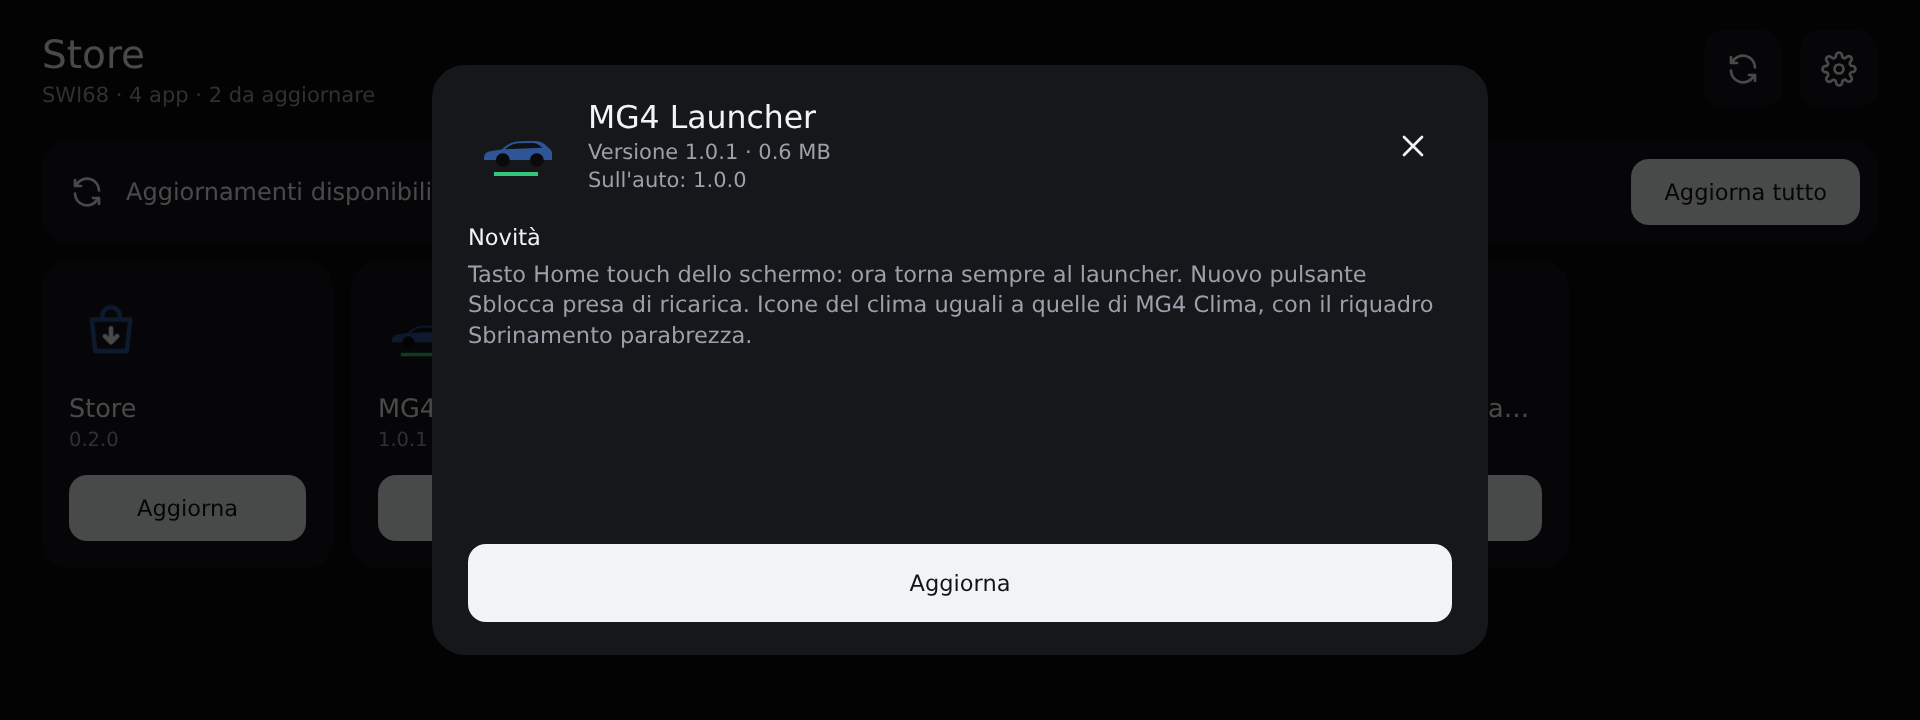 Store
SWI68 · 4 app · 2 da aggiornare
Aggiornamenti disponibili
Aggiorna tutto
MG4 Launcher
Versione 1.0.1 · 0.6 MB
Sull'auto: 1.0.0
Novità
Tasto Home touch dello schermo: ora torna sempre al launcher. Nuovo pulsante
Sblocca presa di ricarica. Icone del clima uguali a quelle di MG4 Clima, con il riquadro
Sbrinamento parabrezza.
Aggiorna
Store
0.2.0
Aggiorna
MG4
1.0.1
a...